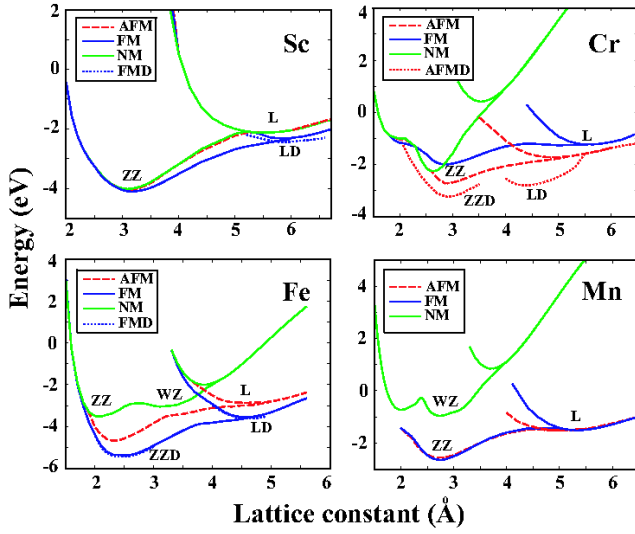 AFM
FM
NM
FMD
Sc
L
ZZ
LD
2
0
-2
-4
2 3 4 5 6
AFM
FM
NM
AFMD
Cr
L
ZZ
ZZD
LD
4
2
0
-2
-4
2 3 4 5 6
Energy (eV)
AFM
FM
NM
FMD
Fe
ZZ
WZ
L
LD
ZZD
4
2
0
-2
-4
-6
2 3 4 5 6
AFM
FM
NM
Mn
WZ
L
ZZ
4
2
0
-2
2 3 4 5 6
Lattice constant (Å)